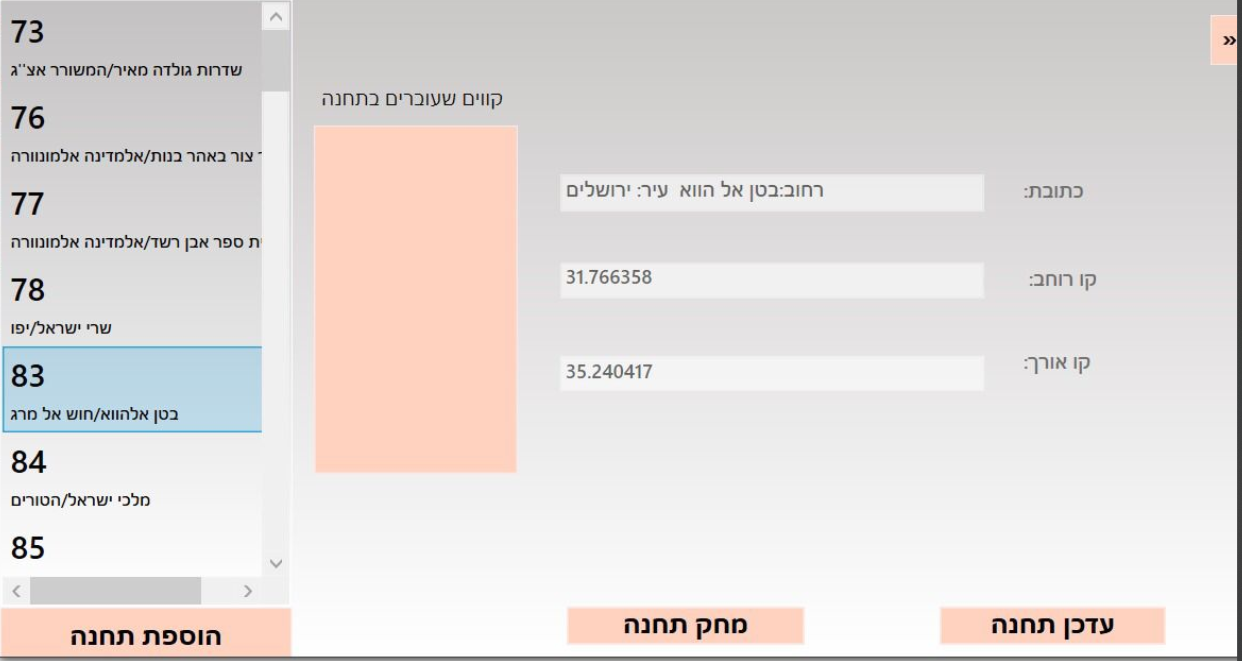 73
שדרות גולדה מאיר/המשורר אצ''ג
76
צור באהר בנות/אלמדינה אלמונוורה
77
ית ספר אבן רשד/אלמדינה אלמונוורה
78
שרי ישראל/יפו
83
בטן אלהווא/חוש אל מרג
84
מלכי ישראל/הטורים
85
הוספת תחנה
»
קווים שעוברים בתחנה
כתובת:
רחוב:בטן אל הווא  עיר: ירושלים
קו רוחב:
31.766358
קו אורך:
35.240417
עדכן תחנה
מחק תחנה